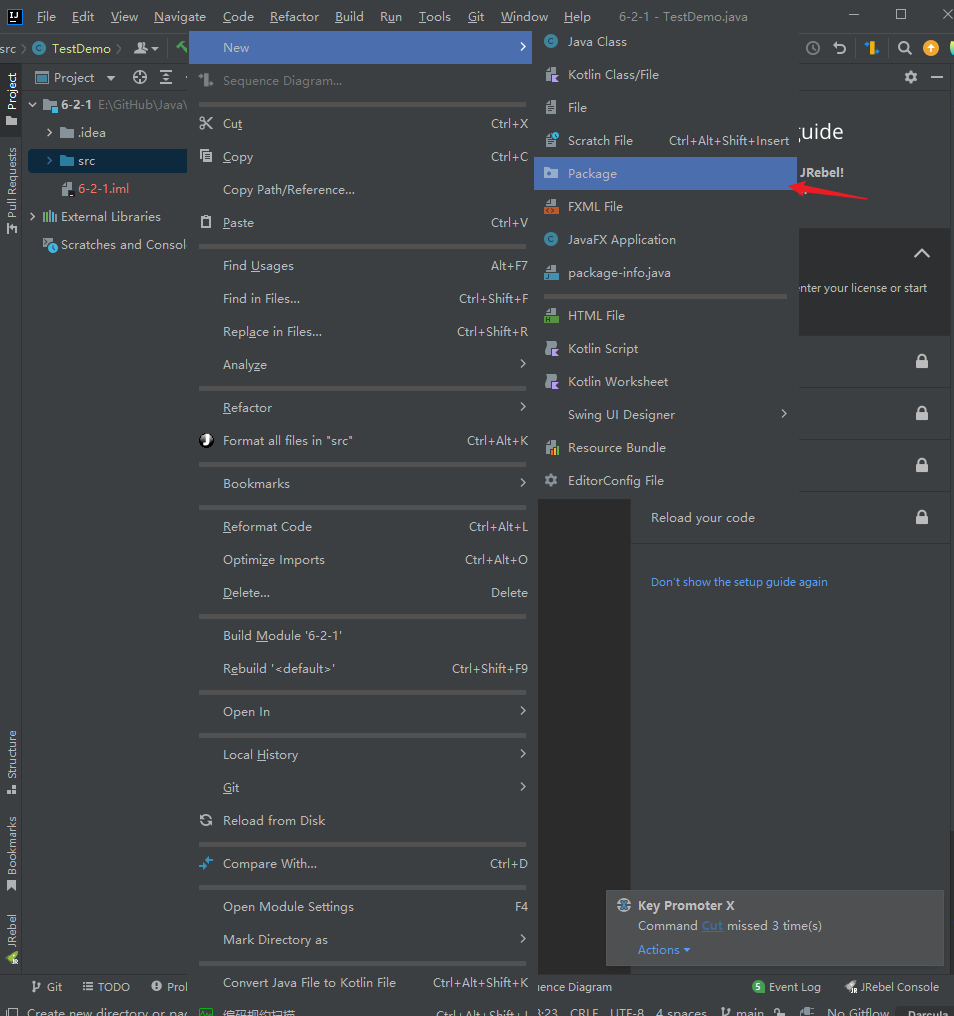 File Edit View Navigate Code Refactor Build Run Tools Git Window Help 6-2-1 - TestDemo.java
src TestDemo
Project
Project
Pull Requests
Structure
Bookmarks
JRebel
6-2-1 E:\GitHub\Java\
.idea
src
6-2-1.iml
External Libraries
Scratches and Consol
New
Sequence Diagram...
Cut Ctrl+X
Copy Ctrl+C
Copy Path/Reference...
Paste Ctrl+V
Find Usages Alt+F7
Find in Files... Ctrl+Shift+F
Replace in Files... Ctrl+Shift+R
Analyze
Refactor
Format all files in "src" Ctrl+Alt+K
Bookmarks
Reformat Code Ctrl+Alt+L
Optimize Imports Ctrl+Alt+O
Delete... Delete
Build Module '6-2-1'
Rebuild '<default>' Ctrl+Shift+F9
Open In
Local History
Git
Reload from Disk
Compare With... Ctrl+D
Open Module Settings F4
Mark Directory as
Convert Java File to Kotlin File Ctrl+Alt+Shift+K
编码规约扫描
Java Class
Kotlin Class/File
File
Scratch File Ctrl+Alt+Shift+Insert
Package
FXML File
JavaFX Application
package-info.java
HTML File
Kotlin Script
Kotlin Worksheet
Swing UI Designer
Resource Bundle
EditorConfig File
uide
JRebel!
enter your license or start
Reload your code
Don't show the setup guide again
Key Promoter X
Command Cut missed 3 time(s)
Actions
Git TODO Prol
uence Diagram Event Log JRebel Console
5
Create new directory or pac
3:23 CRLF UTF-8 4 spaces main No Gitflow Darcula